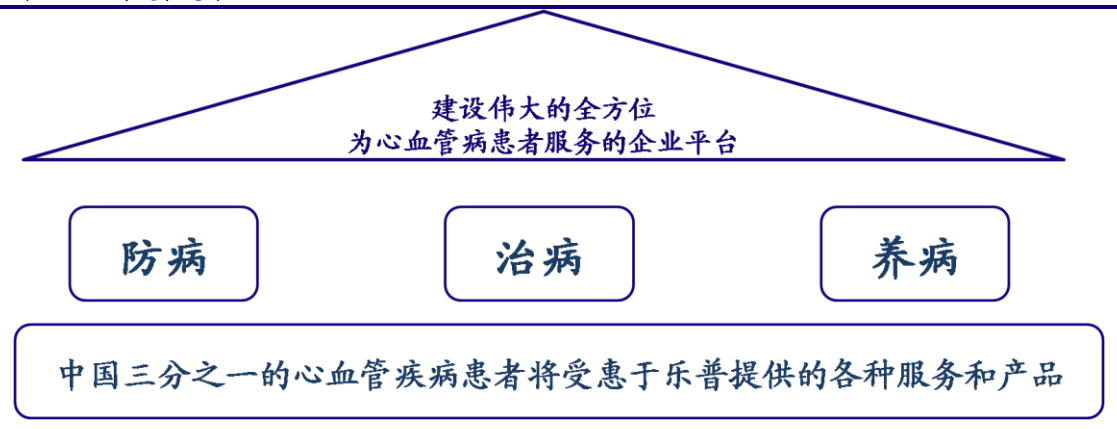 建设伟大的全方位
为心血管病患者服务的企业平台
防病
治病
养病
中国三分之一的心血管疾病患者将受惠于乐普提供的各种服务和产品